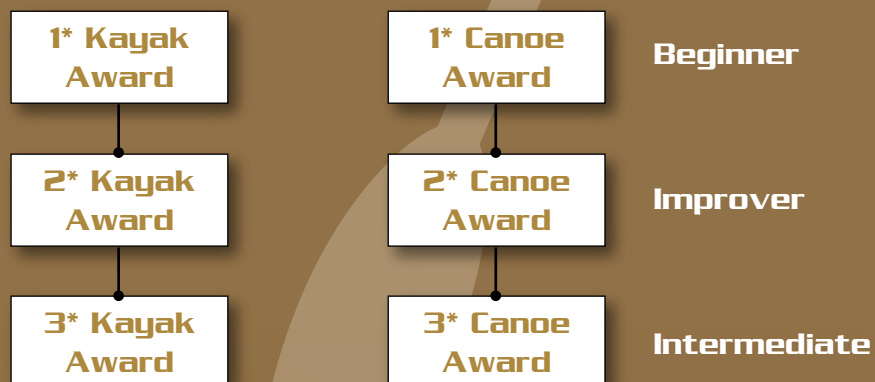 1* Kayak
Award
1* Canoe
Award
Beginner
2* Kayak
Award
2* Canoe
Award
Improver
3* Kayak
Award
3* Canoe
Award
Intermediate